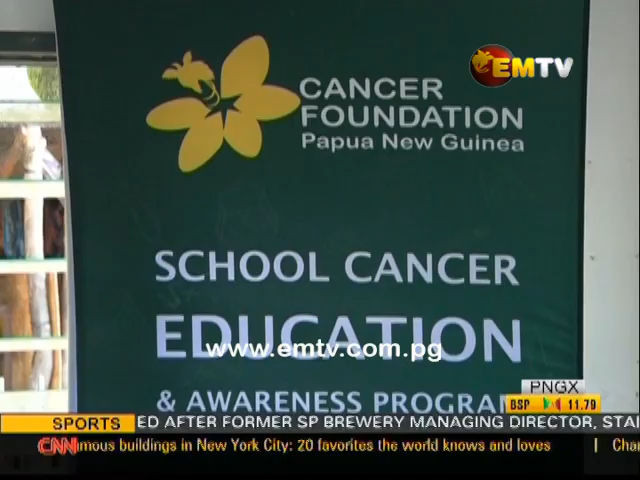 EMTV
CANCER
FOUNDATION
Papua New Guinea
SCHOOL CANCER
EDUCATION
www.emtv.com.pg
& AWARENESS PROGRAM
PNGX
BSP 11.79
SPORTS ED AFTER FORMER SP BREWERY MANAGING DIRECTOR, STA
CNN amous buildings in New York City: 20 favorites the world knows and loves | Cha